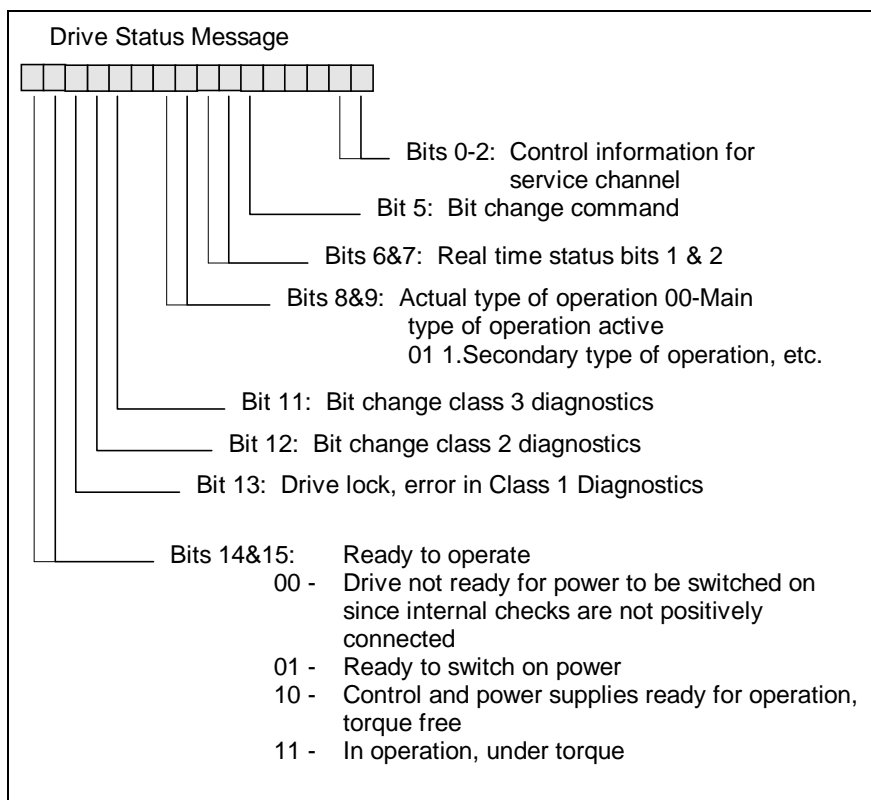 Drive Status Message
Bits 0-2: Control information for
service channel
Bit 5: Bit change command
Bits 6&7: Real time status bits 1 & 2
Bits 8&9: Actual type of operation 00-Main
type of operation active
01 1.Secondary type of operation, etc.
Bit 11: Bit change class 3 diagnostics
Bit 12: Bit change class 2 diagnostics
Bit 13: Drive lock, error in Class 1 Diagnostics
Bits 14&15: Ready to operate
00 - Drive not ready for power to be switched on
since internal checks are not positively
connected
01 - Ready to switch on power
10 - Control and power supplies ready for operation,
torque free
11 - In operation, under torque